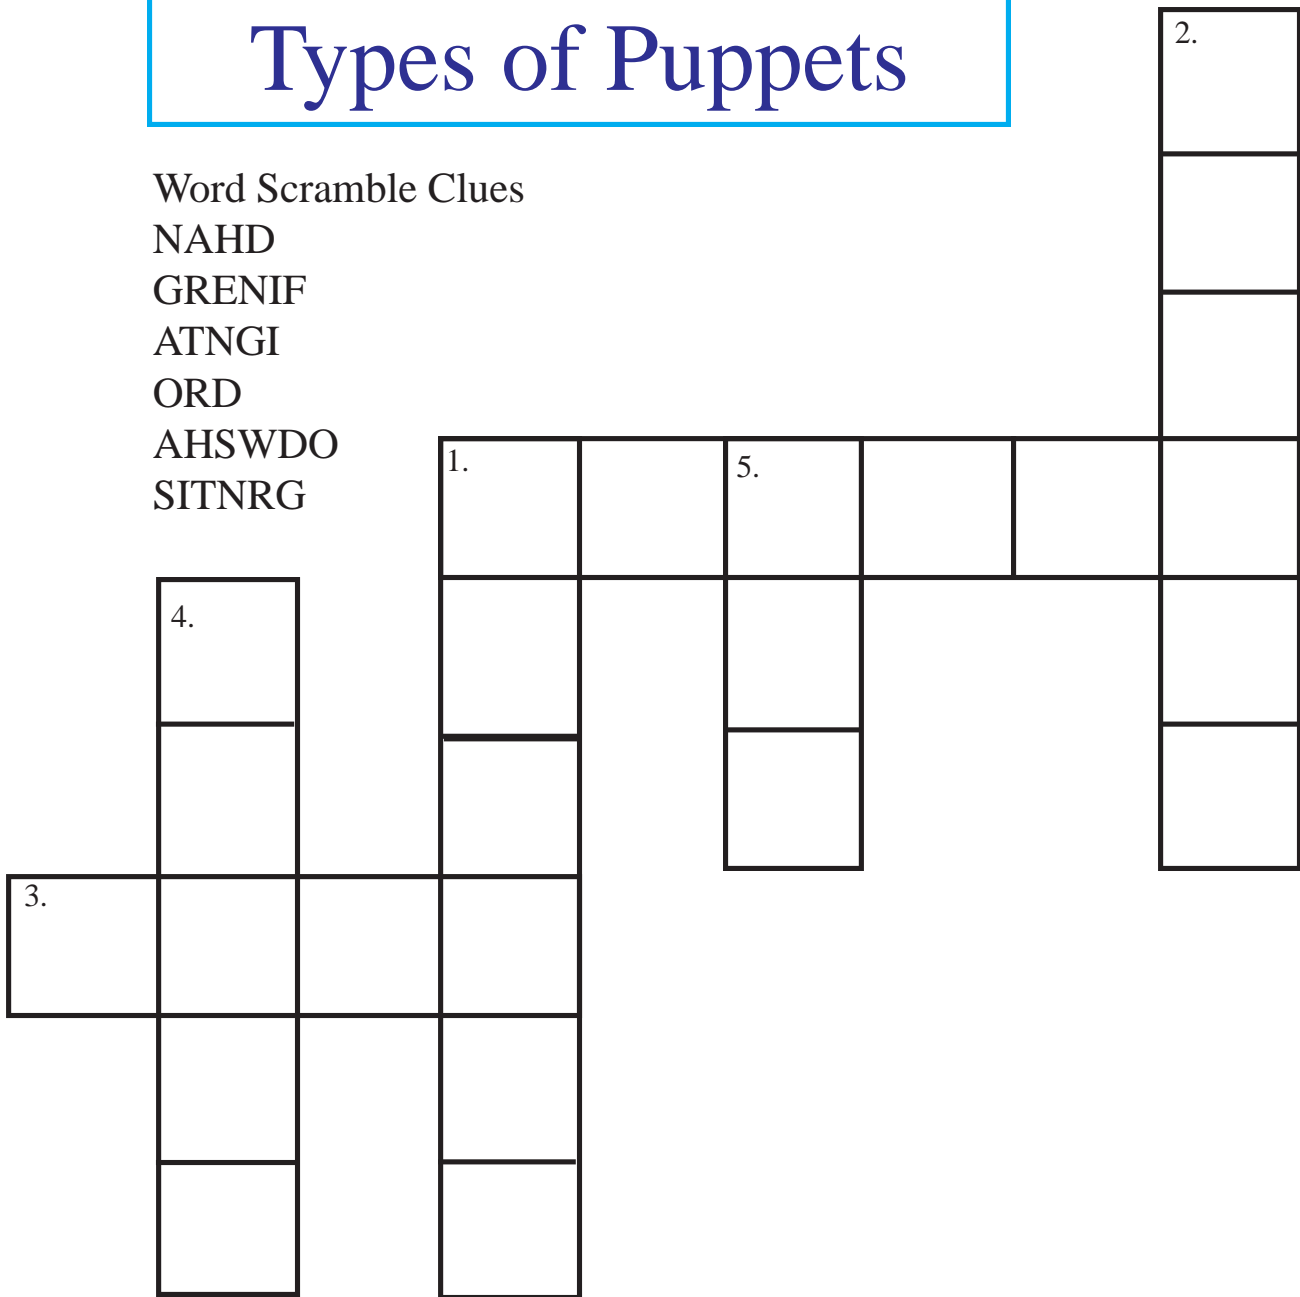 Types of Puppets
2.
Word Scramble Clues
NAHD
GRENIF
ATNGI
ORD
AHSWDO
SITNRG
1.
5.
4.
3.